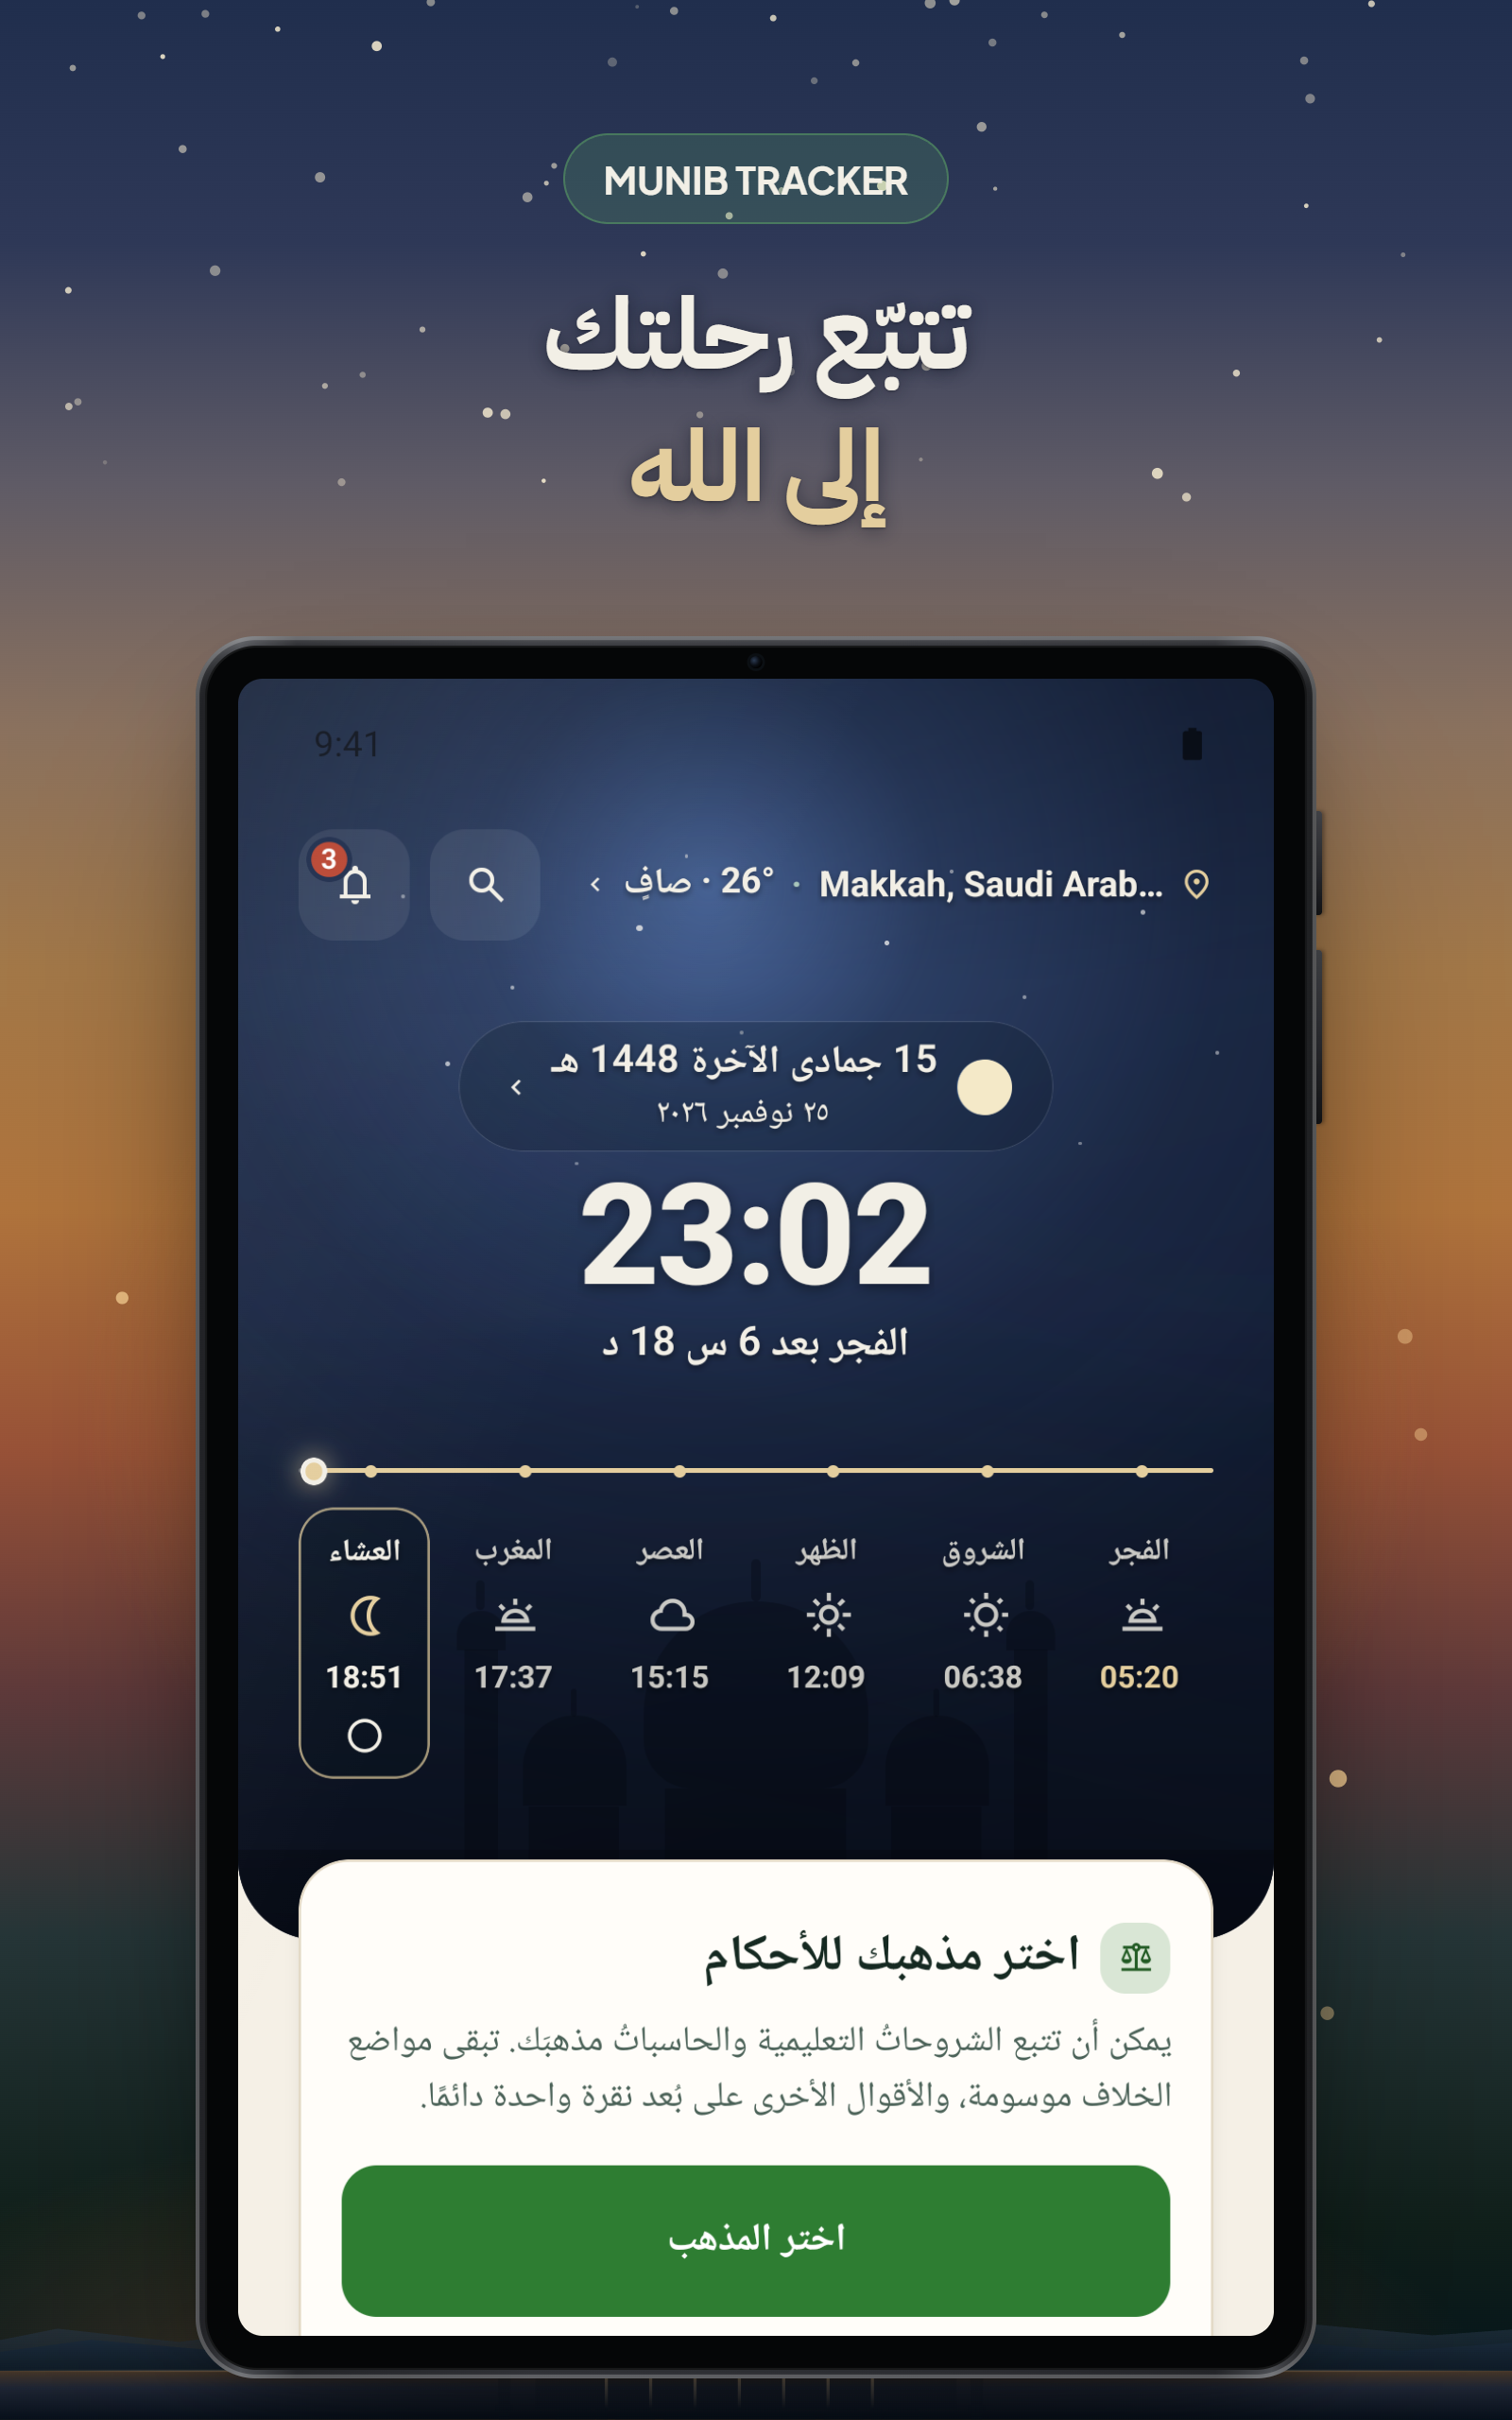 MUNIB TRACKER
تتبّع رحلتك
إلى الله
9:41
Makkah, Saudi Arab… · 26° · صافٍ
3
15 جمادى الآخرة 1448 هـ
٢٥ نوفمبر ٢٠٢٦
23:02
الفجر بعد 6 س 18 د
الفجر الشروق الظهر العصر المغرب العشاء
05:20 06:38 12:09 15:15 17:37 18:51
اختر مذهبك للأحكام
يمكن أن تتبع الشروحاتُ التعليمية والحاسباتُ مذهبَك. تبقى مواضع
الخلاف موسومة، والأقوال الأخرى على بُعد نقرة واحدة دائمًا.
اختر المذهب